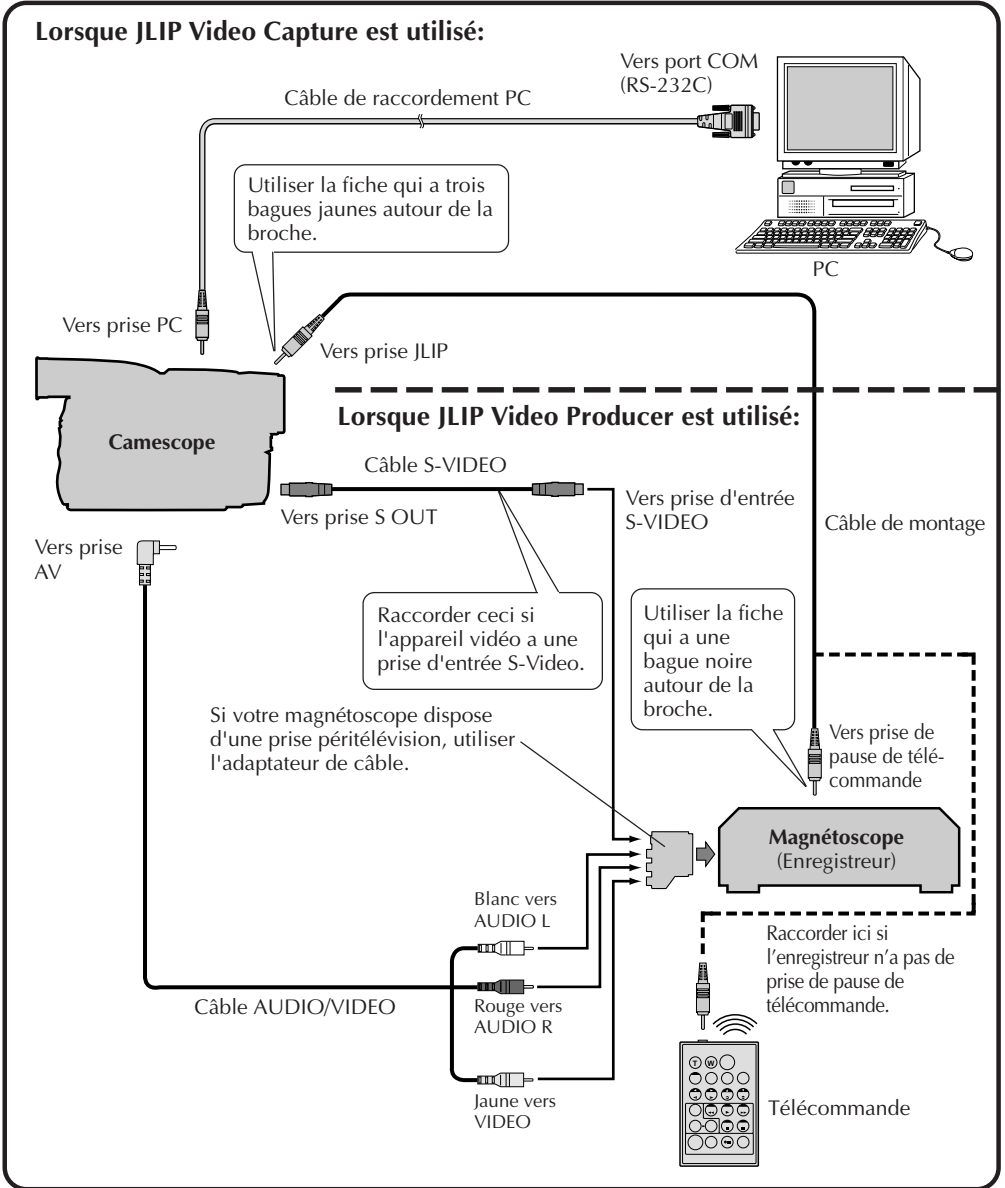 Lorsque JLIP Video Capture est utilisé:
Vers port COM
(RS-232C)
Câble de raccordement PC
Utiliser la fiche qui a trois
bagues jaunes autour de la
broche.
PC
Vers prise PC
Vers prise JLIP
Camescope
Lorsque JLIP Video Producer est utilisé:
Câble S-VIDEO
Vers prise S OUT
Vers prise d'entrée
S-VIDEO
Câble de montage
Vers prise
AV
Raccorder ceci si
l'appareil vidéo a une
prise d'entrée S-Video.
Utiliser la fiche
qui a une
bague noire
autour de la
broche.
Si votre magnétoscope dispose
d'une prise péritélévision, utiliser
l'adaptateur de câble.
Vers prise de
pause de télé-
commande
Magnétoscope
(Enregistreur)
Blanc vers
AUDIO L
Raccorder ici si
l'enregistreur n'a pas de
prise de pause de
télécommande.
Câble AUDIO/VIDEO
Rouge vers
AUDIO R
T W
Jaune vers
VIDEO
Télécommande